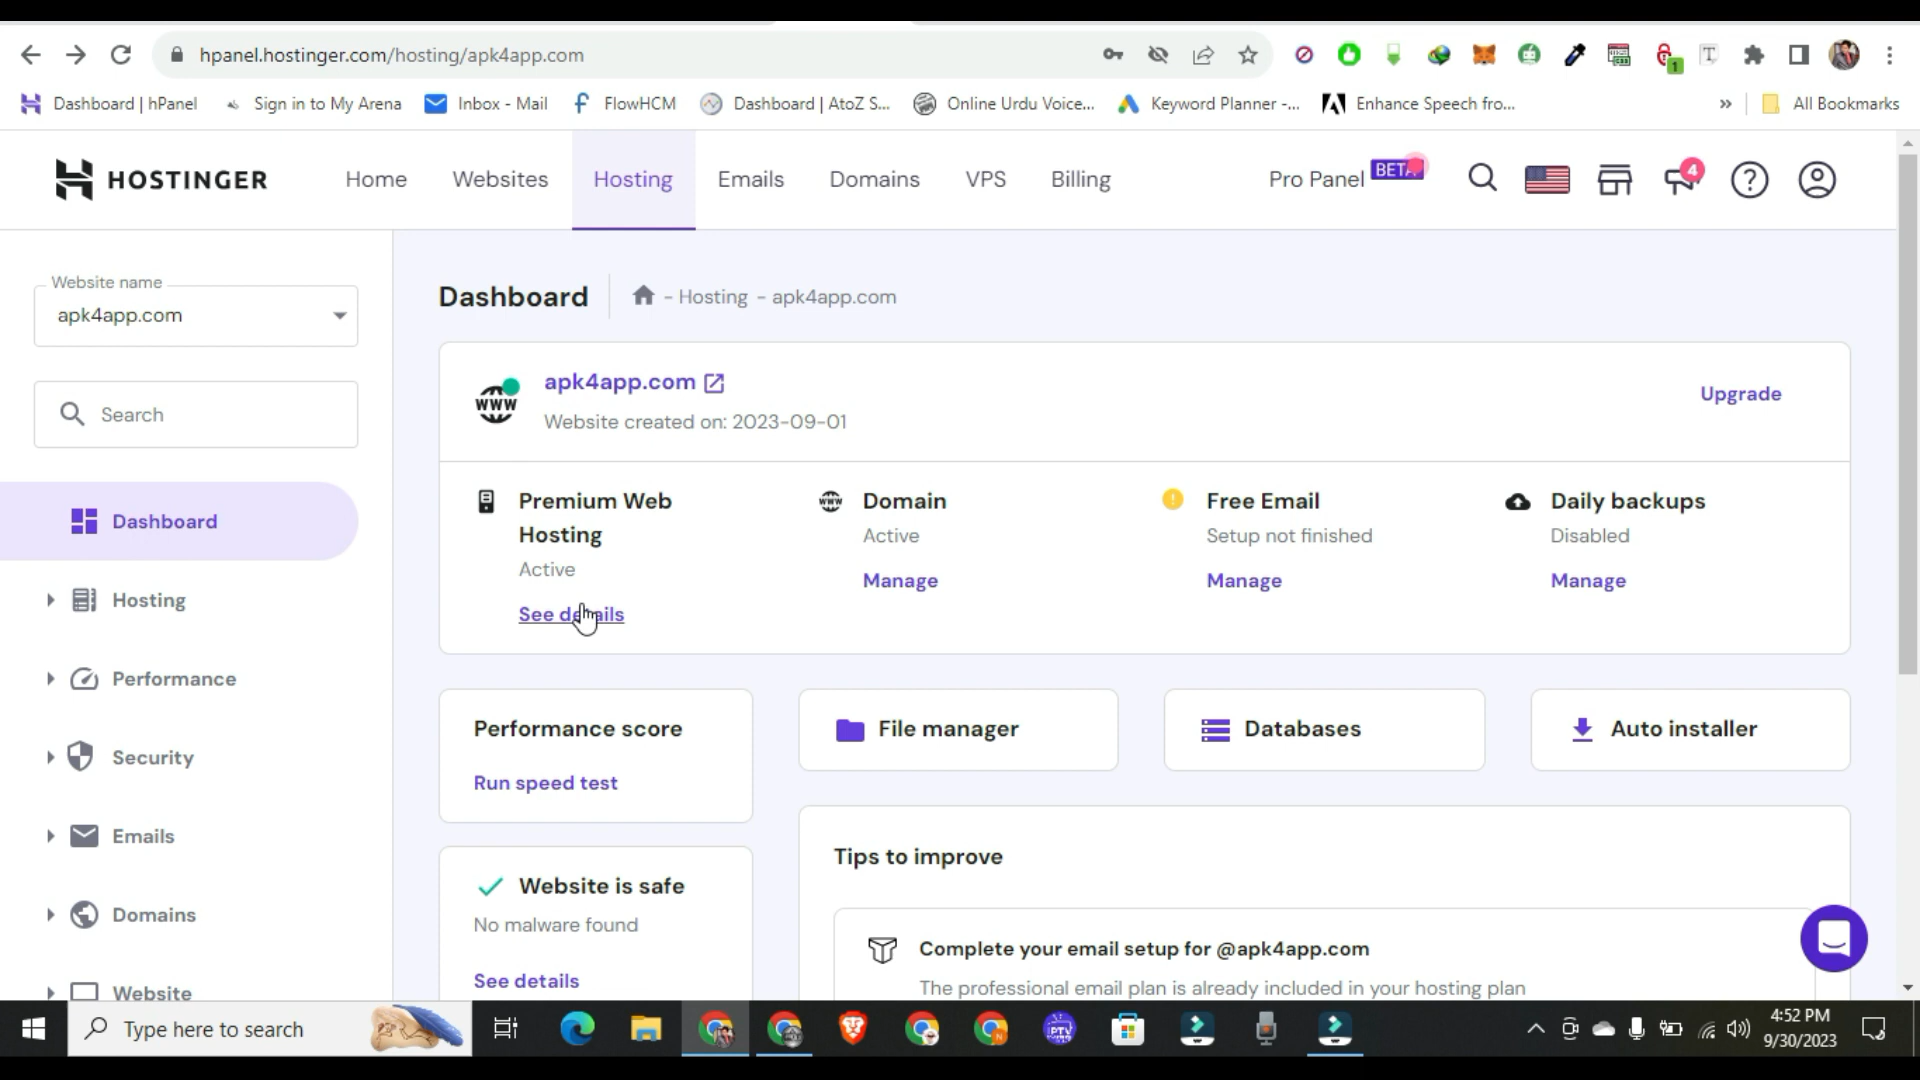 hpanel.hostinger.com/hosting/apk4app.com
1
T
Dashboard | hPanel
Sign in to My Arena
Inbox - Mail
FlowHCM
Dashboard | AtoZ S...
Online Urdu Voice...
Keyword Planner -...
Enhance Speech fro...
»
All Bookmarks
HOSTINGER
Home
Websites
Hosting
Emails
Domains
VPS
Billing
Pro Panel
BETA
4
Website name
apk4app.com
Search
Dashboard
Hosting
Performance
Security
Emails
Domains
Website
Dashboard
- Hosting - apk4app.com
www
apk4app.com
Website created on: 2023-09-01
Upgrade
Premium Web
Hosting
Active
See details
www
Domain
Active
Manage
Free Email
Setup not finished
Manage
Daily backups
Disabled
Manage
Performance score
Run speed test
File manager
Databases
Auto installer
Website is safe
No malware found
See details
Tips to improve
Complete your email setup for @apk4app.com
The professional email plan is already included in your hosting plan
Type here to search
4:52 PM
9/30/2023